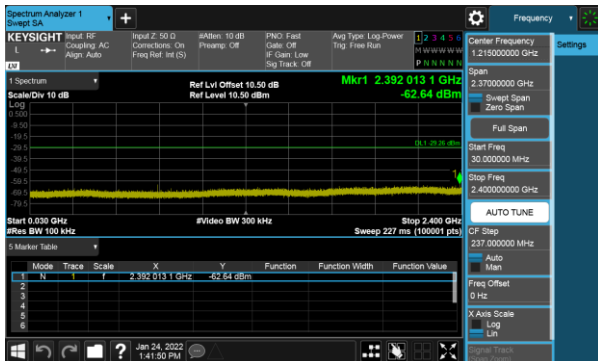 Spectrum Analyzer 1
Swept SA
Frequency
KEYSIGHT
Input: RF
Input Z: 50 Ω
#Atten: 10 dB
PNO: Fast
Avg Type: Log-Power
1 2 3 4 5 6
L
Coupling: AC
Corrections: On
Preamp: Off
Gate: Off
Trig: Free Run
M W W W W W
Align: Auto
Freq Ref: Int (S)
IF Gain: Low
Sig Track: Off
P N N N N N
LXI
Center Frequency
1.215000000 GHz
Settings
Span
2.37000000 GHz
Swept Span
Zero Span
Full Span
Start Freq
30.000000 MHz
Stop Freq
2.400000000 GHz
AUTO TUNE
CF Step
237.000000 MHz
Auto
Man
Freq Offset
0 Hz
X Axis Scale
Log
Lin
Signal Track
(Span Zoom)
1 Spectrum
Ref Lvl Offset 10.50 dB
Mkr1 2.392 013 1 GHz
Scale/Div 10 dB
Ref Level 10.50 dBm
-62.64 dBm
Log
0.500
-9.50
-19.5
DL1 -29.26 dBm
-29.5
-39.5
-49.5
1
-59.5
-69.5
-79.5
Start 0.030 GHz
#Video BW 300 kHz
Stop 2.400 GHz
#Res BW 100 kHz
Sweep 227 ms (100001 pts)
5 Marker Table
Mode Trace Scale X Y Function Function Width Function Value
1 N 1 f 2.392 013 1 GHz -62.64 dBm
2
3
4
5
6
?
Jan 24, 2022
1:41:50 PM